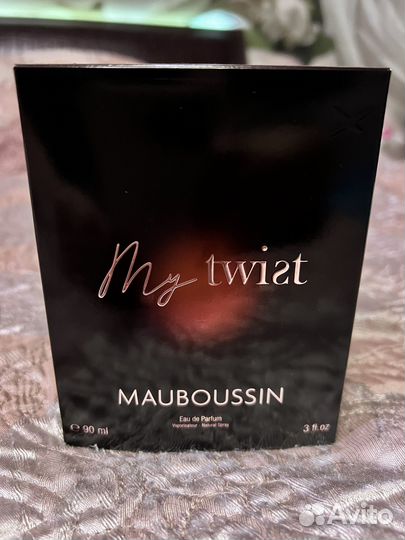 My twist
MAUBOUSSIN
Eau de Parfum
Vaporisateur - Natural Spray
℮ 90 ml
3 fl.oz
Avito